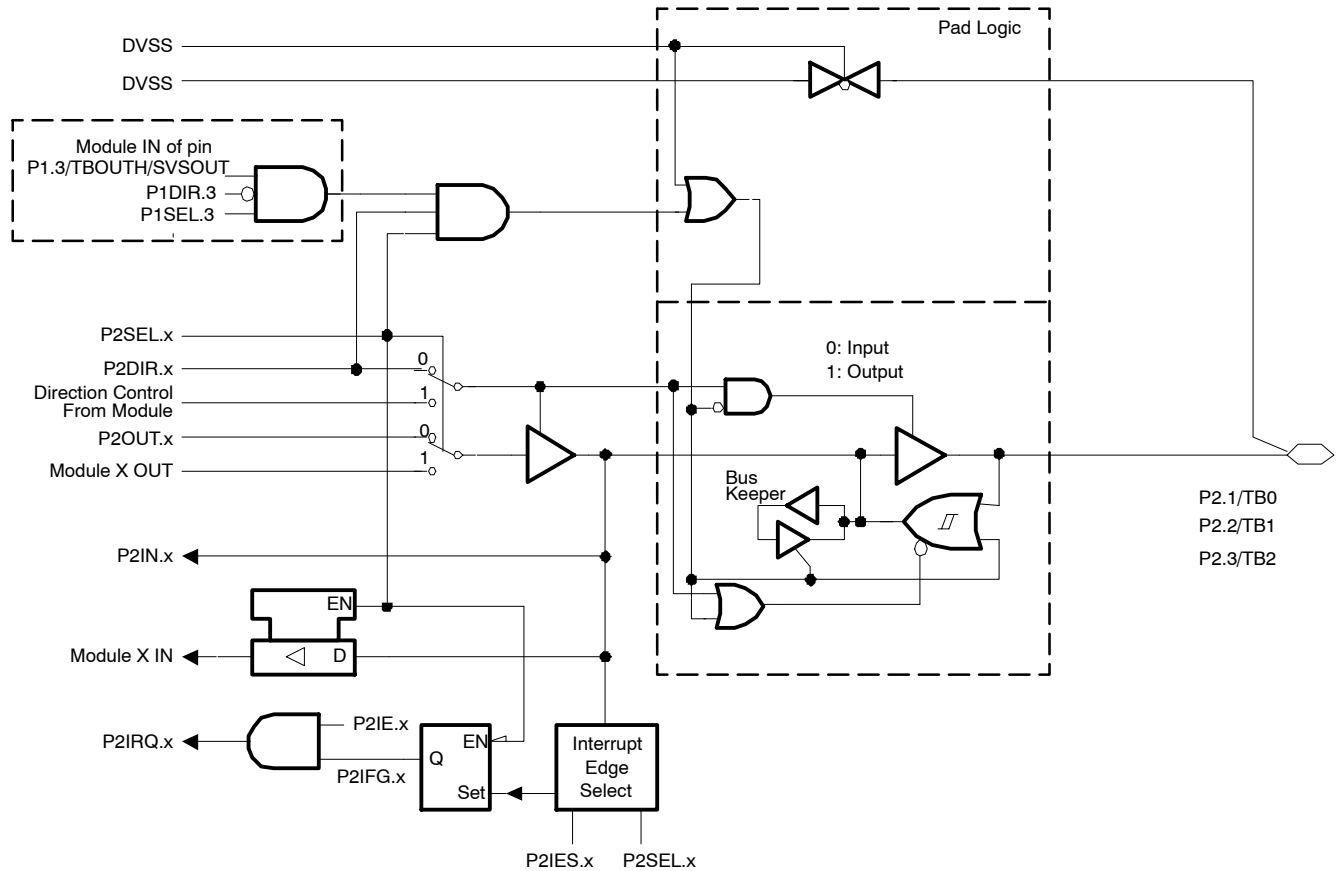 Pad Logic
DVSS
DVSS
Module IN of pin
P1.3/TBOUTH/SVSOUT
P1DIR.3
P1SEL.3
P2SEL.x
P2DIR.x
0
Direction Control
From Module
1
P2OUT.x
0
Module X OUT
1
0: Input
1: Output
Bus
Keeper
P2.1/TB0
P2.2/TB1
P2.3/TB2
P2IN.x
EN
Module X IN
D
P2IRQ.x
P2IE.x
P2IFG.x
EN
Q
Set
Interrupt
Edge
Select
P2IES.x
P2SEL.x